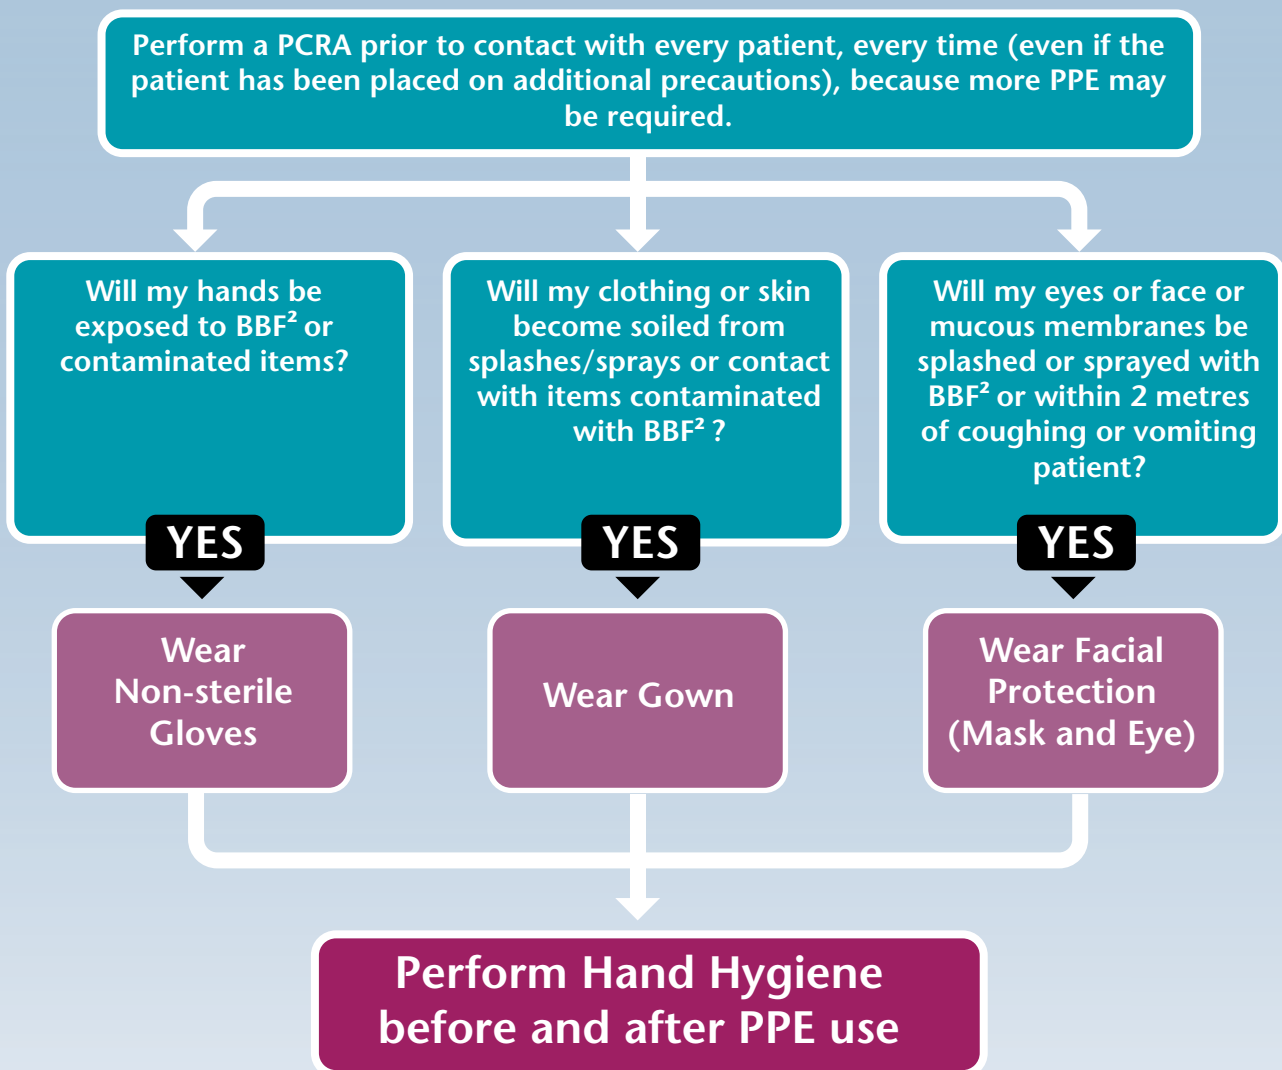 Perform a PCRA prior to contact with every patient, every time (even if the
patient has been placed on additional precautions), because more PPE may
be required.
Will my hands be
exposed to BBF² or
contaminated items?
Will my clothing or skin
become soiled from
splashes/sprays or contact
with items contaminated
with BBF² ?
Will my eyes or face or
mucous membranes be
splashed or sprayed with
BBF² or within 2 metres
of coughing or vomiting
patient?
YES
YES
YES
Wear
Non-sterile
Gloves
Wear Gown
Wear Facial
Protection
(Mask and Eye)
Perform Hand Hygiene
before and after PPE use